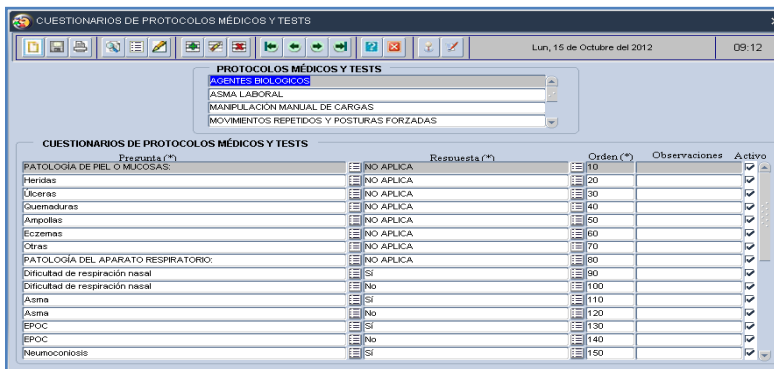 CUESTIONARIOS DE PROTOCOLOS MÉDICOS Y TESTS
Lun, 15 de Octubre del 2012 09:12
PROTOCOLOS MÉDICOS Y TESTS
AGENTES BIOLOGICOS
ASMA LABORAL
MANIPULACIÓN MANUAL DE CARGAS
MOVIMIENTOS REPETIDOS Y POSTURAS FORZADAS
CUESTIONARIOS DE PROTOCOLOS MÉDICOS Y TESTS
Pregunta (*) Respuesta (*) Orden (*) Observaciones Activo
PATOLOGÍA DE PIEL O MUCOSAS: NO APLICA 10
Heridas NO APLICA 20
Úlceras NO APLICA 30
Quemaduras NO APLICA 40
Ampollas NO APLICA 50
Eczemas NO APLICA 60
Otras NO APLICA 70
PATOLOGÍA DEL APARATO RESPIRATORIO: NO APLICA 80
Dificultad de respiración nasal Sí 90
Dificultad de respiración nasal No 100
Asma Sí 110
Asma No 120
EPOC Sí 130
EPOC No 140
Neumoconiosis Sí 150